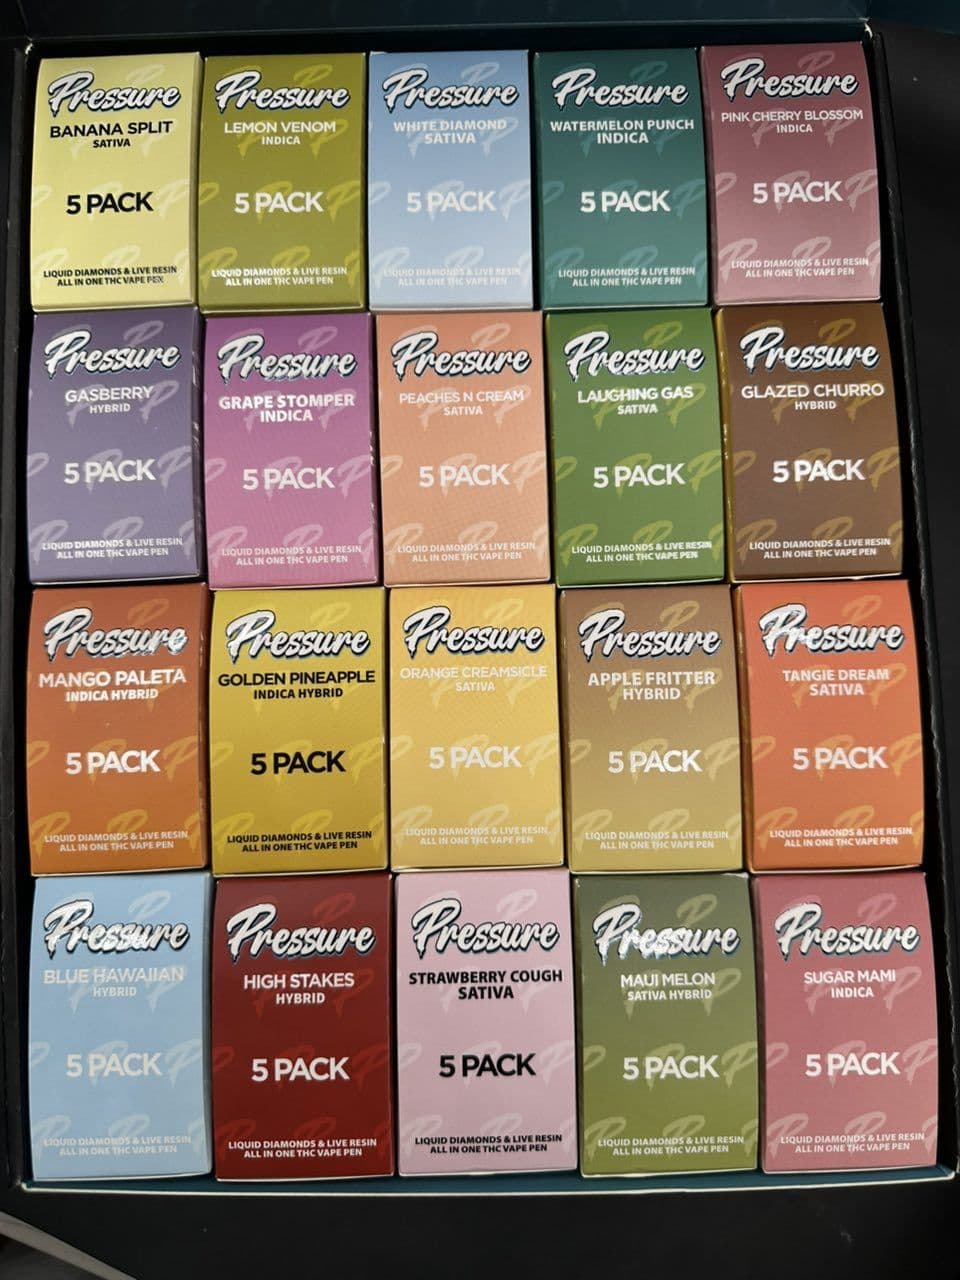 Pressure
BANANA SPLIT
SATIVA
5 PACK
LIQUID DIAMONDS & LIVE RESIN
ALL IN ONE THC VAPE PEN
Pressure
LEMON VENOM
INDICA
5 PACK
LIQUID DIAMONDS & LIVE RESIN
ALL IN ONE THC VAPE PEN
Pressure
WHITE DIAMOND
SATIVA
5 PACK
LIQUID DIAMONDS & LIVE RESIN
ALL IN ONE THC VAPE PEN
Pressure
WATERMELON PUNCH
INDICA
5 PACK
LIQUID DIAMONDS & LIVE RESIN
ALL IN ONE THC VAPE PEN
Pressure
PINK CHERRY BLOSSOM
INDICA
5 PACK
LIQUID DIAMONDS & LIVE RESIN
ALL IN ONE THC VAPE PEN
Pressure
GASBERRY
HYBRID
5 PACK
LIQUID DIAMONDS & LIVE RESIN
ALL IN ONE THC VAPE PEN
Pressure
GRAPE STOMPER
INDICA
5 PACK
LIQUID DIAMONDS & LIVE RESIN
ALL IN ONE THC VAPE PEN
Pressure
PEACHES N CREAM
SATIVA
5 PACK
LIQUID DIAMONDS & LIVE RESIN
ALL IN ONE THC VAPE PEN
Pressure
LAUGHING GAS
SATIVA
5 PACK
LIQUID DIAMONDS & LIVE RESIN
ALL IN ONE THC VAPE PEN
Pressure
GLAZED CHURRO
HYBRID
5 PACK
LIQUID DIAMONDS & LIVE RESIN
ALL IN ONE THC VAPE PEN
Pressure
MANGO PALETA
INDICA HYBRID
5 PACK
LIQUID DIAMONDS & LIVE RESIN
ALL IN ONE THC VAPE PEN
Pressure
GOLDEN PINEAPPLE
INDICA HYBRID
5 PACK
LIQUID DIAMONDS & LIVE RESIN
ALL IN ONE THC VAPE PEN
Pressure
ORANGE CREAMSICLE
SATIVA
5 PACK
LIQUID DIAMONDS & LIVE RESIN
ALL IN ONE THC VAPE PEN
Pressure
APPLE FRITTER
HYBRID
5 PACK
LIQUID DIAMONDS & LIVE RESIN
ALL IN ONE THC VAPE PEN
Pressure
TANGIE DREAM
SATIVA
5 PACK
LIQUID DIAMONDS & LIVE RESIN
ALL IN ONE THC VAPE PEN
Pressure
BLUE HAWAIIAN
HYBRID
5 PACK
LIQUID DIAMONDS & LIVE RESIN
ALL IN ONE THC VAPE PEN
Pressure
HIGH STAKES
HYBRID
5 PACK
LIQUID DIAMONDS & LIVE RESIN
ALL IN ONE THC VAPE PEN
Pressure
STRAWBERRY COUGH
SATIVA
5 PACK
LIQUID DIAMONDS & LIVE RESIN
ALL IN ONE THC VAPE PEN
Pressure
MAUI MELON
SATIVA HYBRID
5 PACK
LIQUID DIAMONDS & LIVE RESIN
ALL IN ONE THC VAPE PEN
Pressure
SUGAR MAMI
INDICA
5 PACK
LIQUID DIAMONDS & LIVE RESIN
ALL IN ONE THC VAPE PEN